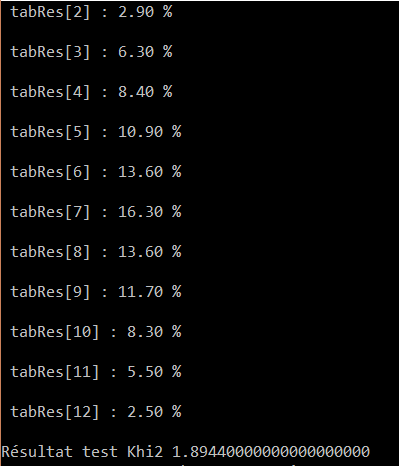 tabRes[2] : 2.90 %
tabRes[3] : 6.30 %
tabRes[4] : 8.40 %
tabRes[5] : 10.90 %
tabRes[6] : 13.60 %
tabRes[7] : 16.30 %
tabRes[8] : 13.60 %
tabRes[9] : 11.70 %
tabRes[10] : 8.30 %
tabRes[11] : 5.50 %
tabRes[12] : 2.50 %
Résultat test Khi2 1.89440000000000000000